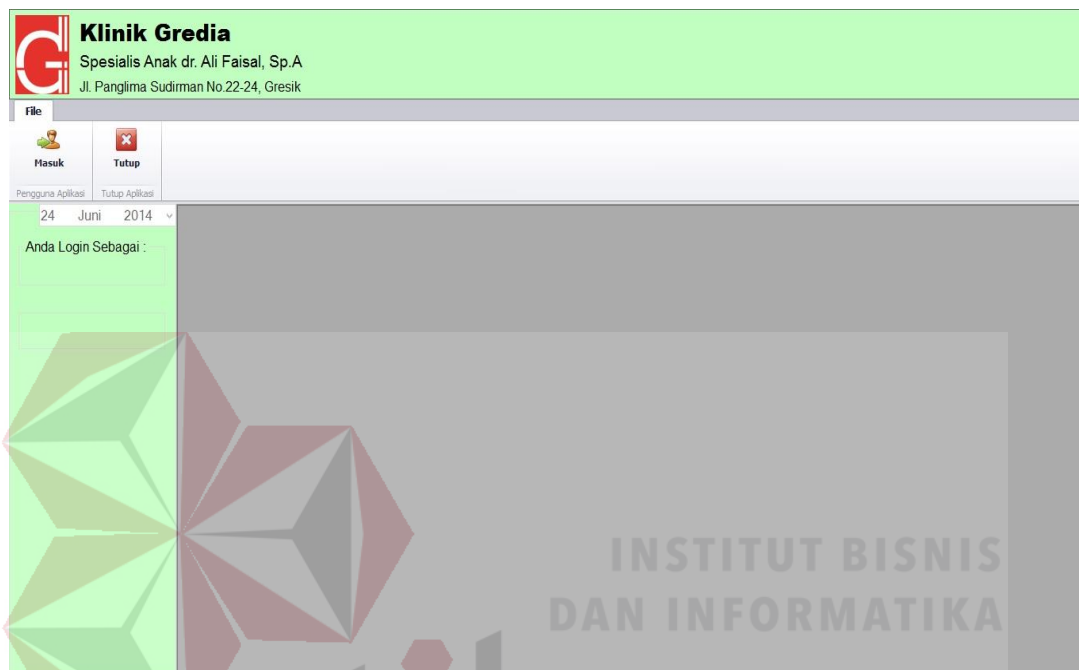 Klinik Gredia
Spesialis Anak dr. Ali Faisal, Sp.A
Jl. Panglima Sudirman No.22-24, Gresik
File
Masuk
Tutup
Pengguna Aplikasi
Tutup Aplikasi
24 Juni 2014
Anda Login Sebagai :
INSTITUT BISNIS
DAN INFORMATIKA